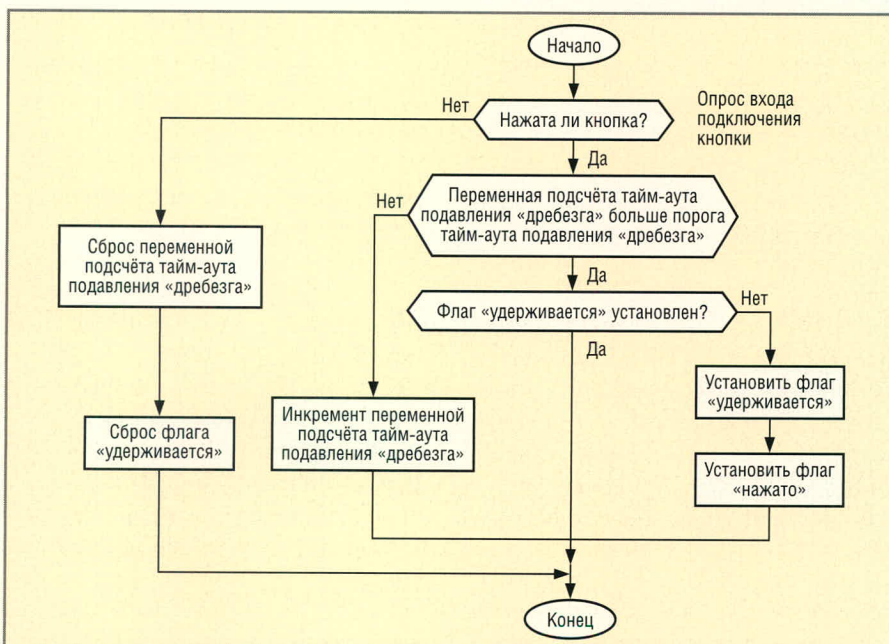 Начало
Нет
Нажата ли кнопка?
Опрос входа
подключения
кнопки
Да
Нет
Переменная подсчёта тайм-аута
подавления «дребезга» больше порога
тайм-аута подавления «дребезга»
Сброс переменной
подсчёта тайм-аута
подавления «дребезга»
Да
Флаг «удерживается» установлен?
Нет
Да
Установить флаг
«удерживается»
Инкремент переменной
подсчёта тайм-аута
подавления «дребезга»
Сброс флага
«удерживается»
Установить флаг
«нажато»
Конец